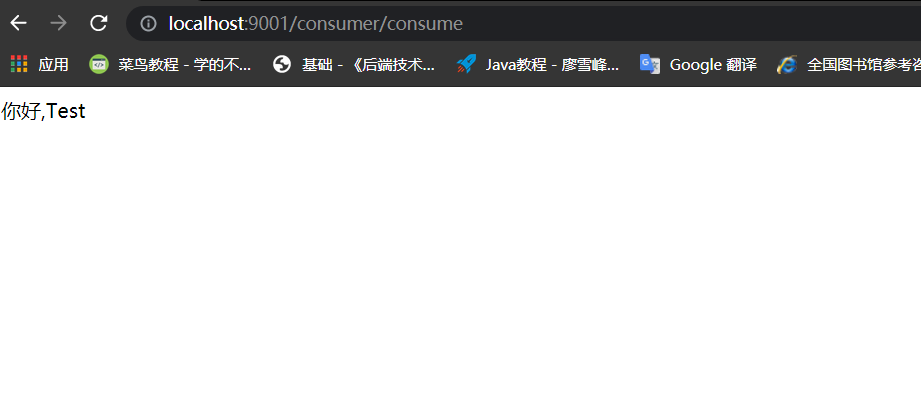 localhost:9001/consumer/consume
应用 菜鸟教程 - 学的不... 基础 - 《后端技术... Java教程 - 廖雪峰... Google 翻译 全国图书馆参考咨
你好,Test